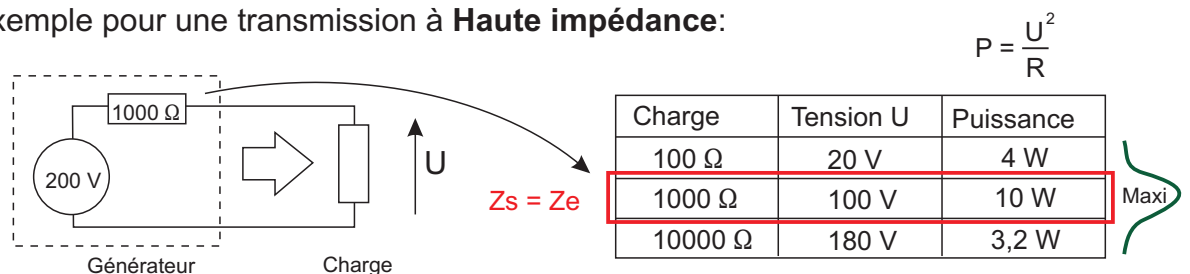 xemple pour une transmission à Haute impédance:
P = U² / R
1000 Ω
200 V
U
Générateur
Charge
Zs = Ze
Charge Tension U Puissance
100 Ω 20 V 4 W
1000 Ω 100 V 10 W
10000 Ω 180 V 3,2 W
Maxi